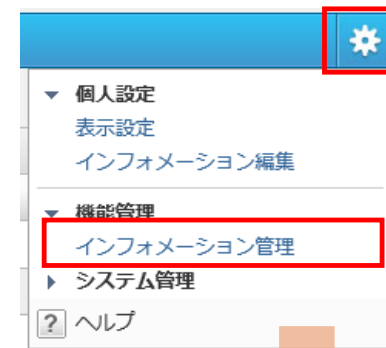 個人設定
表示設定
インフォメーション編集
機能管理
インフォメーション管理
システム管理
? ヘルプ